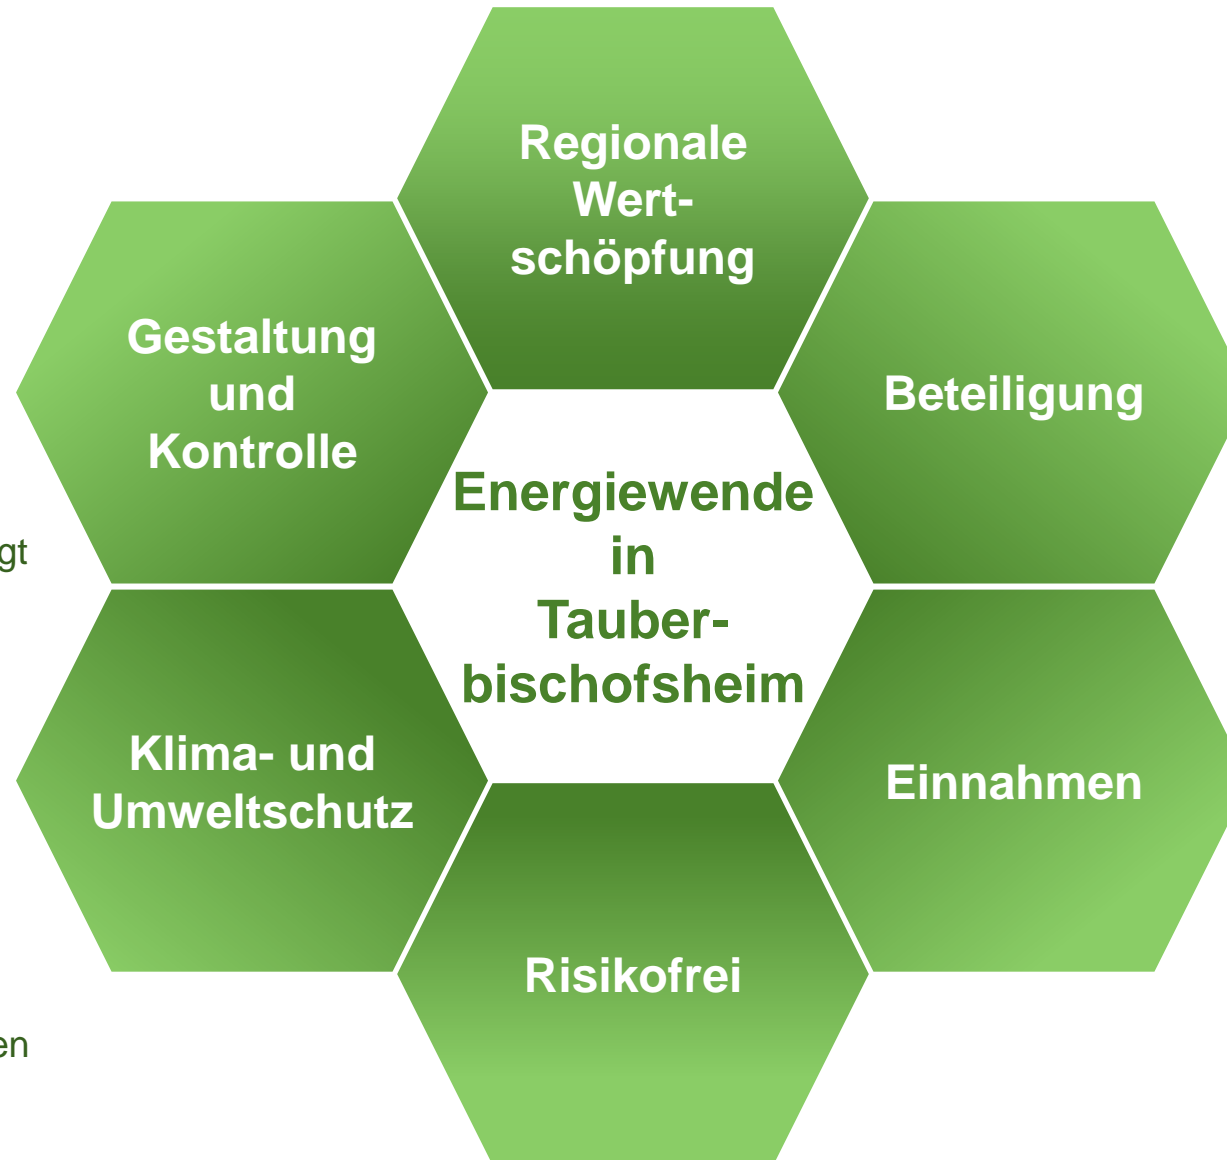 Regionale
Wert-
schöpfung
Gestaltung
und
Kontrolle
Beteiligung
Energiewende
in
Tauber-
bischofsheim
Klima- und
Umweltschutz
Einnahmen
Risikofrei